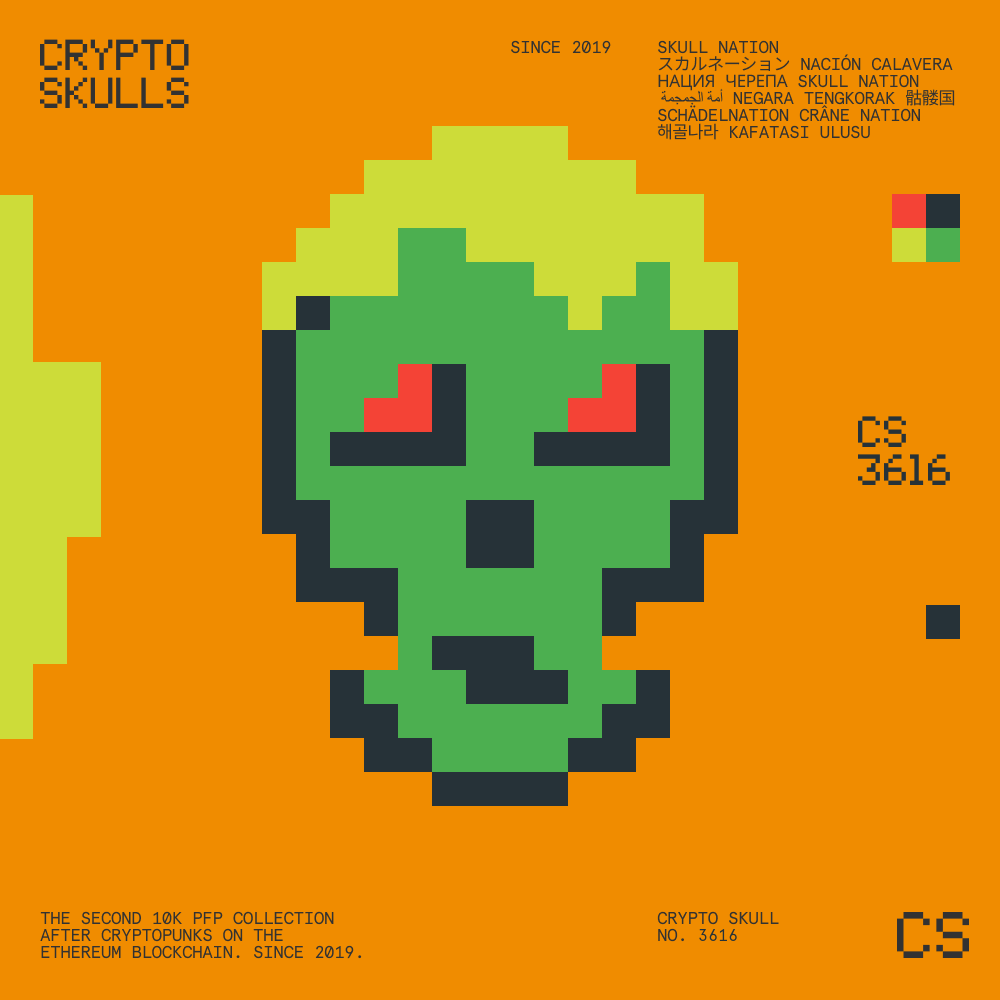 CRYPTO
SKULLS
SINCE 2019
SKULL NATION
スカルネーション NACIÓN CALAVERA
НАЦИЯ ЧЕРЕПА SKULL NATION
أمة الجمجمة NEGARA TENGKORAK 骷髅国
SCHÄDELNATION CRÂNE NATION
해골나라 KAFATASI ULUSU
CS
3616
THE SECOND 10K PFP COLLECTION
AFTER CRYPTOPUNKS ON THE
ETHEREUM BLOCKCHAIN. SINCE 2019.
CRYPTO SKULL
NO. 3616
CS